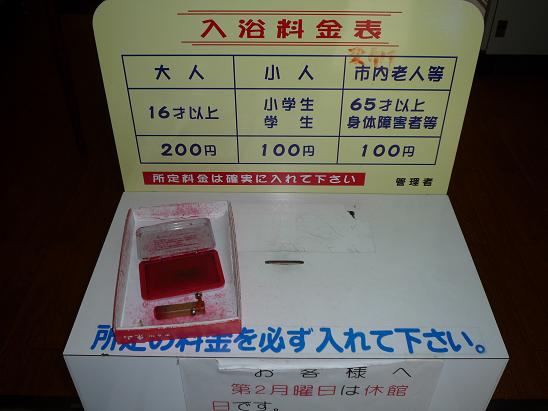 入浴料金表
大人 小人 市内老人等
16才以上 小学生 学生 65才以上 身体障害者等
200円 100円 100円
所定料金は確実に入れて下さい 管理者
所定の料金を必ず入れて下さい。
お客様へ
第2月曜日は休館
日です。